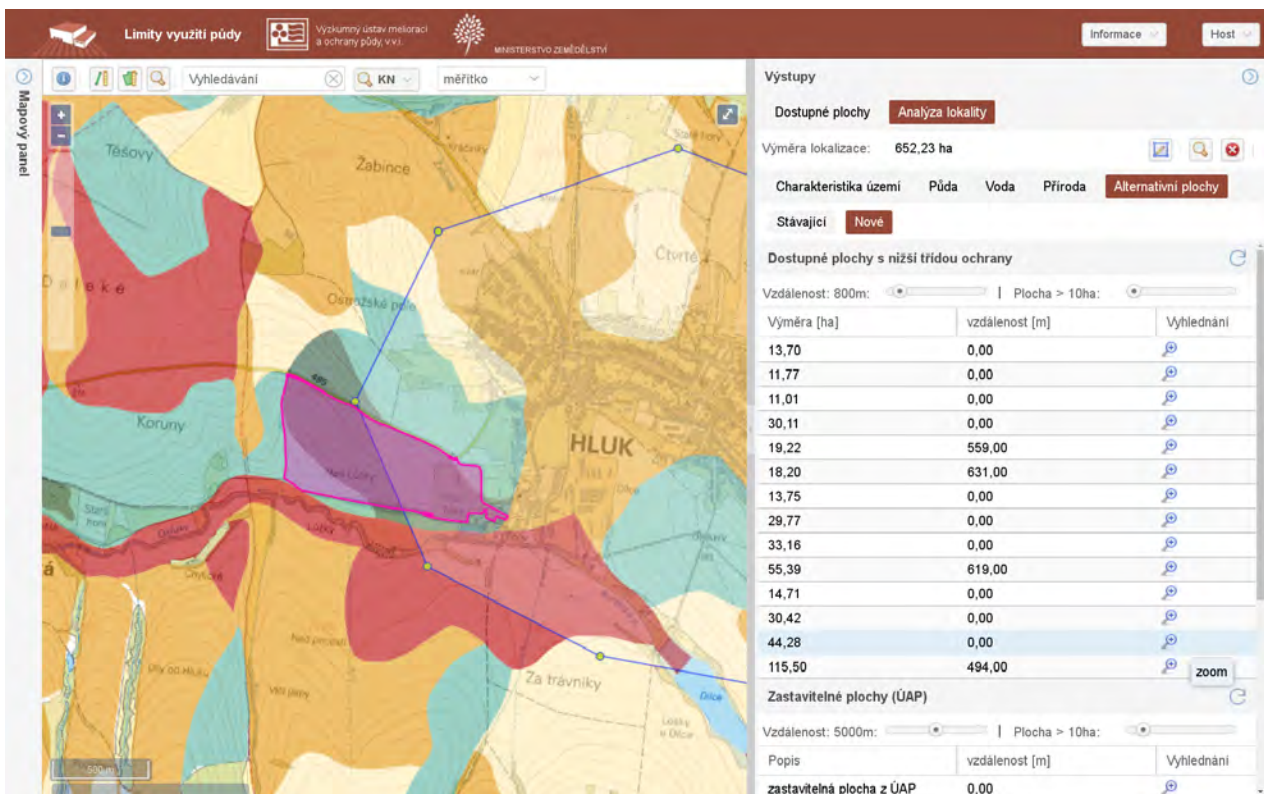 Limity využití půdy
Výzkumný ústav meliorací
a ochrany půdy, v.v.i.
MINISTERSTVO ZEMĚDĚLSTVÍ
Informace
Host
Mapový panel
Vyhledávání
KN
měřítko
Výstupy
Dostupné plochy
Analýza lokality
Výměra lokalizace: 652,23 ha
Charakteristika území
Půda
Voda
Příroda
Alternativní plochy
Stávající
Nové
Dostupné plochy s nižší třídou ochrany
Vzdálenost: 800m: | Plocha > 10ha:
Výměra [ha] vzdálenost [m] Vyhlednání
13,70 0,00
11,77 0,00
11,01 0,00
30,11 0,00
19,22 559,00
18,20 631,00
13,75 0,00
29,77 0,00
33,16 0,00
55,39 619,00
14,71 0,00
30,42 0,00
44,28 0,00
115,50 494,00
zoom
Zastavitelné plochy (ÚAP)
Vzdálenost: 5000m: | Plocha > 10ha:
Popis vzdálenost [m] Vyhlednání
zastavitelná plocha z ÚAP 0,00
Těšovy
Žabince
Staré hory
Čtvrtě
Ostrožské pole
495
Koruny
HLUK
Za trávníky
500 m